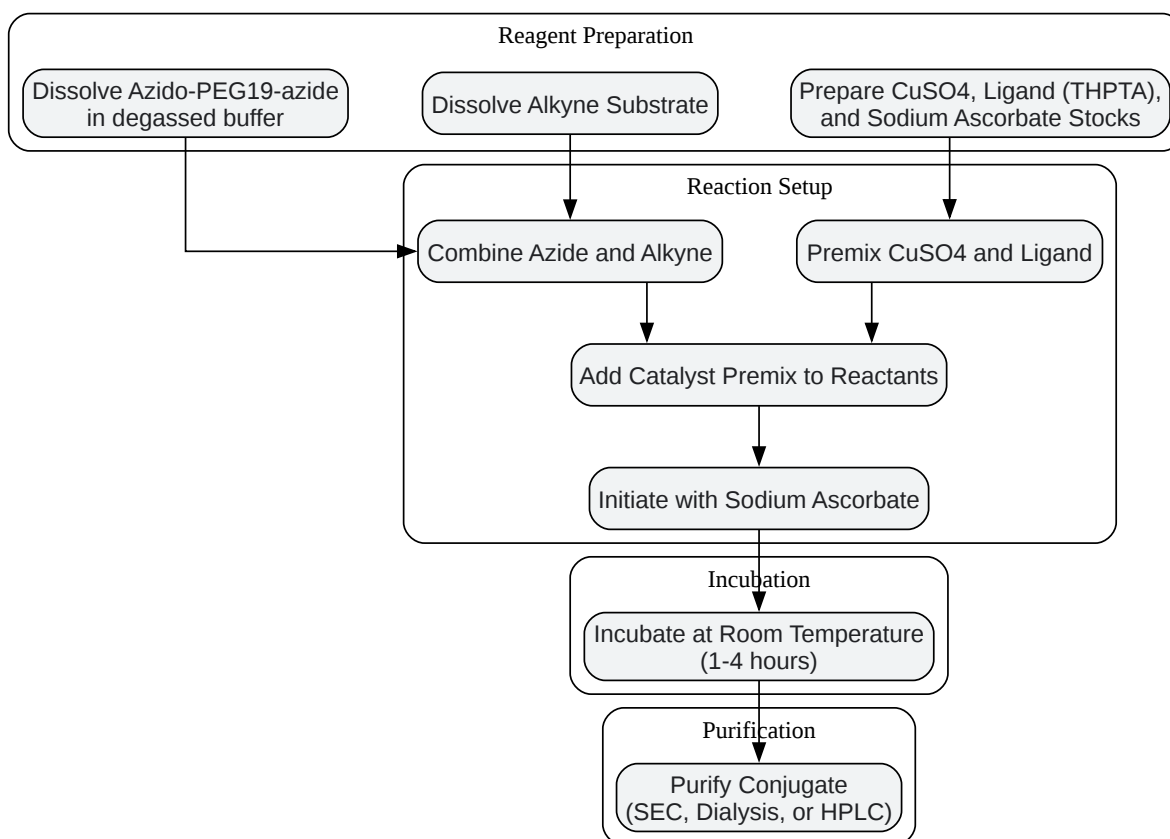 Reagent Preparation
Dissolve Azido-PEG19-azide
in degassed buffer
Dissolve Alkyne Substrate
Prepare CuSO4, Ligand (THPTA),
and Sodium Ascorbate Stocks
Reaction Setup
Combine Azide and Alkyne
Premix CuSO4 and Ligand
Add Catalyst Premix to Reactants
Initiate with Sodium Ascorbate
Incubation
Incubate at Room Temperature
(1-4 hours)
Purification
Purify Conjugate
(SEC, Dialysis, or HPLC)